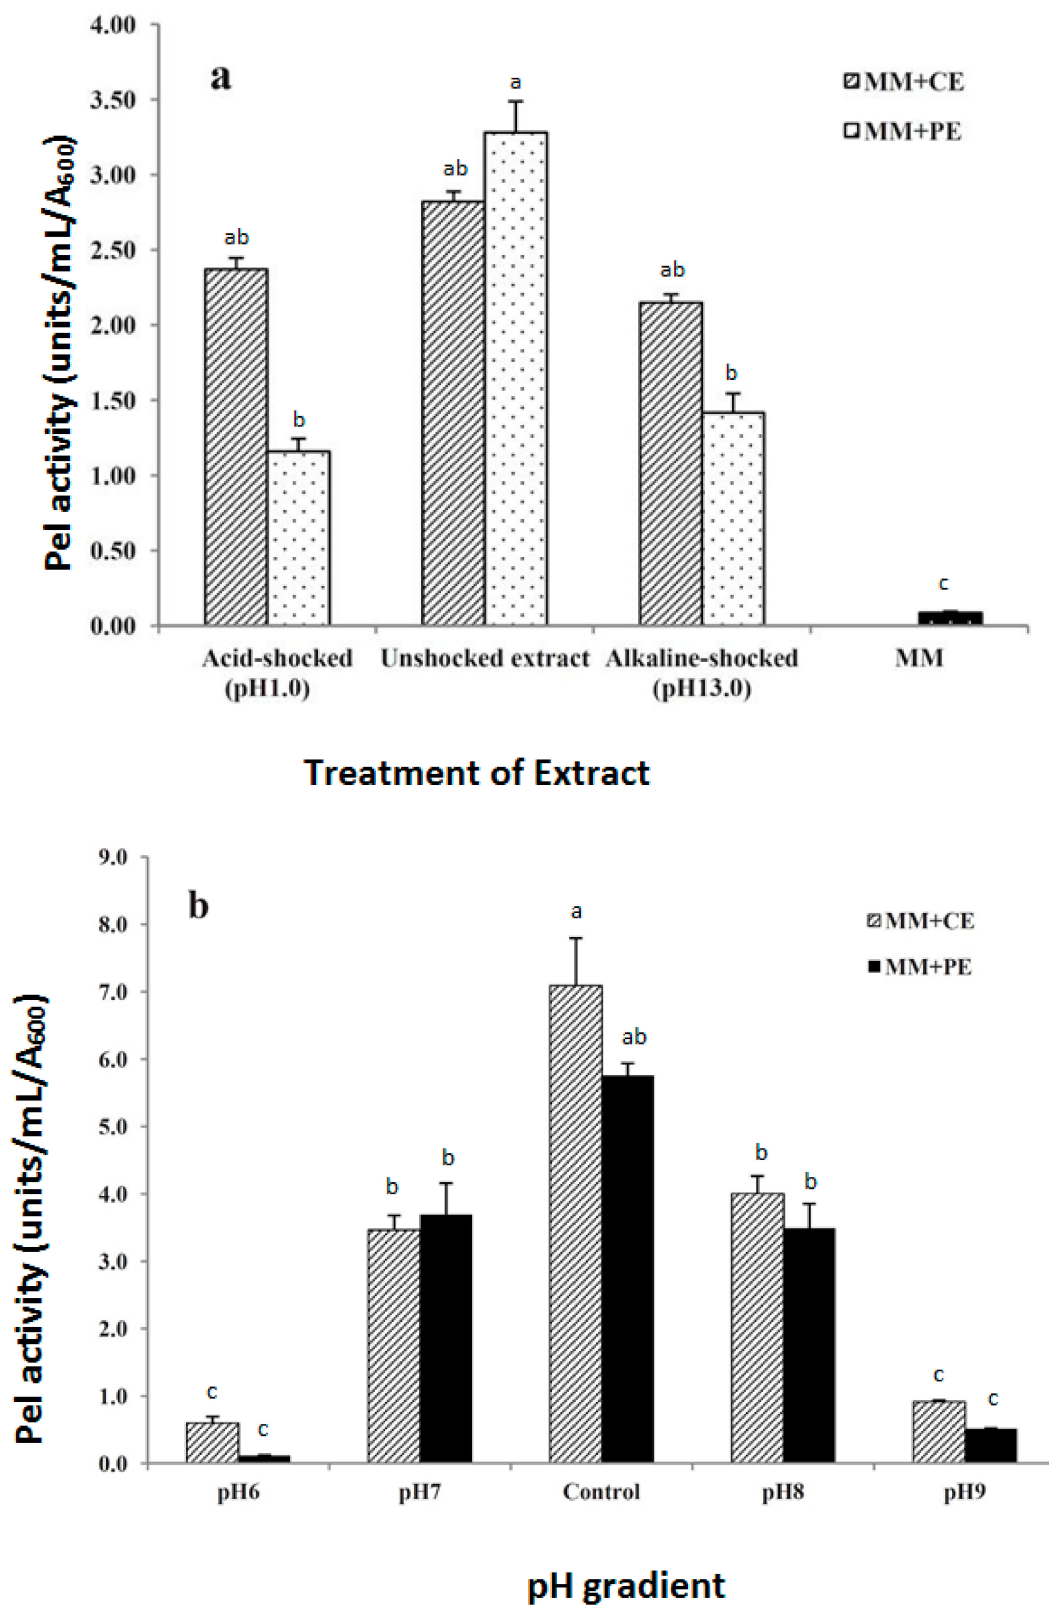 4.00
a
a
MM+CE
3.50
MM+PE
3.00
ab
2.50
ab
ab
2.00
1.50
b
b
1.00
0.50
c
0.00
Pel activity (units/mL/A600)
Acid-shocked Unshocked extract Alkaline-shocked MM
(pH1.0) (pH13.0)
Treatment of Extract
9.0
b
a
MM+CE
8.0
MM+PE
7.0
ab
6.0
5.0
b
b
b
b
4.0
3.0
2.0
c
c
c
c
1.0
0.0
Pel activity (units/mL/A600)
pH6 pH7 Control pH8 pH9
pH gradient